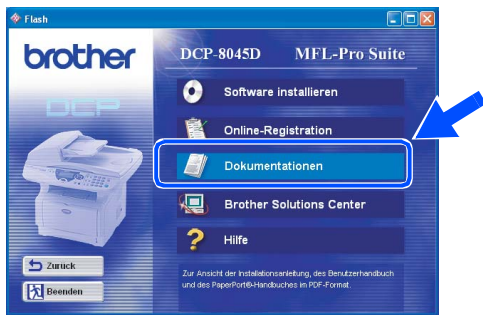 Flash
brother
DCP-8045D MFL-Pro Suite
DCP
Software installieren
Online-Registration
Dokumentationen
Brother Solutions Center
Hilfe
Zurück
Beenden
Zur Ansicht der Installationsanleitung, des Benutzerhandbuch
und des PaperPort®-Handbuches im PDF-Format.